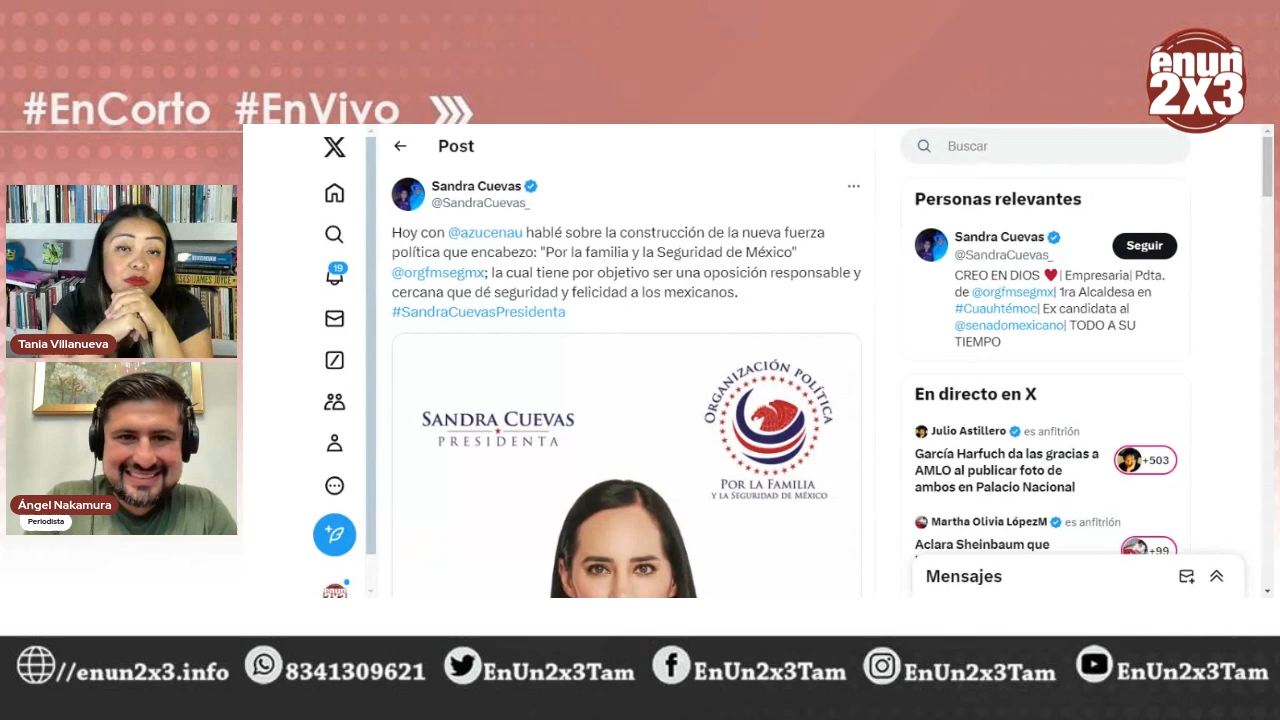 #EnCorto #EnVivo
énun
2x3
Tania Villanueva
JAMES JOYCE
Ángel Nakamura
Periodista
X
19
Post
Sandra Cuevas
@SandraCuevas_
...
Hoy con @azucenau hablé sobre la construcción de la nueva fuerza
política que encabezo: "Por la familia y la Seguridad de México"
@orgfmsegmx; la cual tiene por objetivo ser una oposición responsable y
cercana que dé seguridad y felicidad a los mexicanos.
#SandraCuevasPresidenta
SANDRA CUEVAS
PRESIDENTA
ORGANIZACIÓN POLÍTICA
POR LA FAMILIA
Y LA SEGURIDAD DE MÉXICO
Buscar
Personas relevantes
Sandra Cuevas
@SandraCuevas_
Seguir
CREO EN DIOS ♥️| Empresaria| Pdta.
de @orgfmsegmx| 1ra Alcaldesa en
#Cuauhtémoc| Ex candidata al
@senadomexicano| TODO A SU
TIEMPO
En directo en X
Julio Astillero es anfitrión
García Harfuch da las gracias a
AMLO al publicar foto de
ambos en Palacio Nacional
+503
Martha Olivia LópezM es anfitrión
Aclara Sheinbaum que
+99
Mensajes
énun
//enun2x3.info
8341309621
EnUn2x3Tam
EnUn2x3Tam
EnUn2x3Tam
EnUn2x3Tam